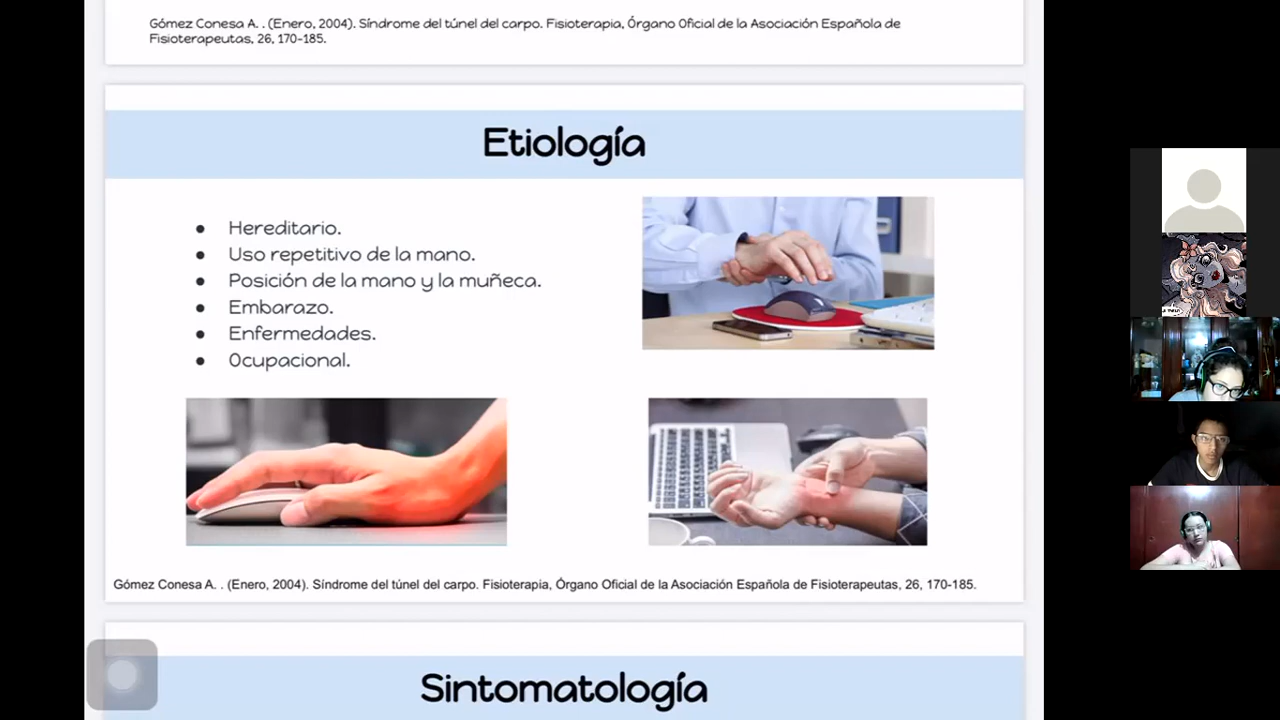 Gómez Conesa A. . (Enero, 2004). Síndrome del túnel del carpo. Fisioterapia, Órgano Oficial de la Asociación Española de
Fisioterapeutas, 26, 170-185.
Etiología
● Hereditario.
● Uso repetitivo de la mano.
● Posición de la mano y la muñeca.
● Embarazo.
● Enfermedades.
● Ocupacional.
Gómez Conesa A. . (Enero, 2004). Síndrome del túnel del carpo. Fisioterapia, Órgano Oficial de la Asociación Española de Fisioterapeutas, 26, 170-185.
Sintomatología